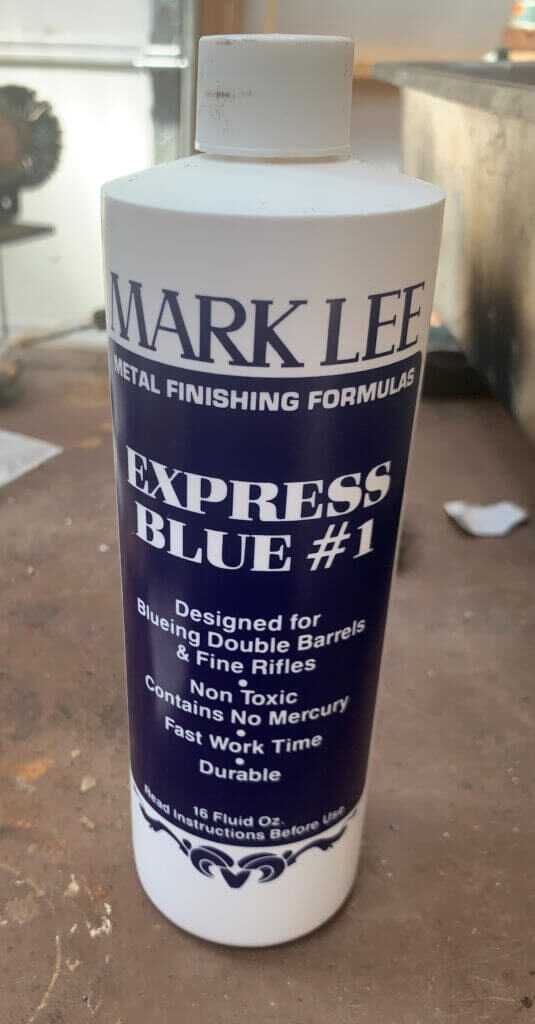 MARK LEE
METAL FINISHING FORMULAS
EXPRESS
BLUE #1
Designed for
Blueing Double Barrels
& Fine Rifles
•
Non Toxic
Contains No Mercury
•
Fast Work Time
•
Durable
16 Fluid Oz.
Read Instructions Before Use